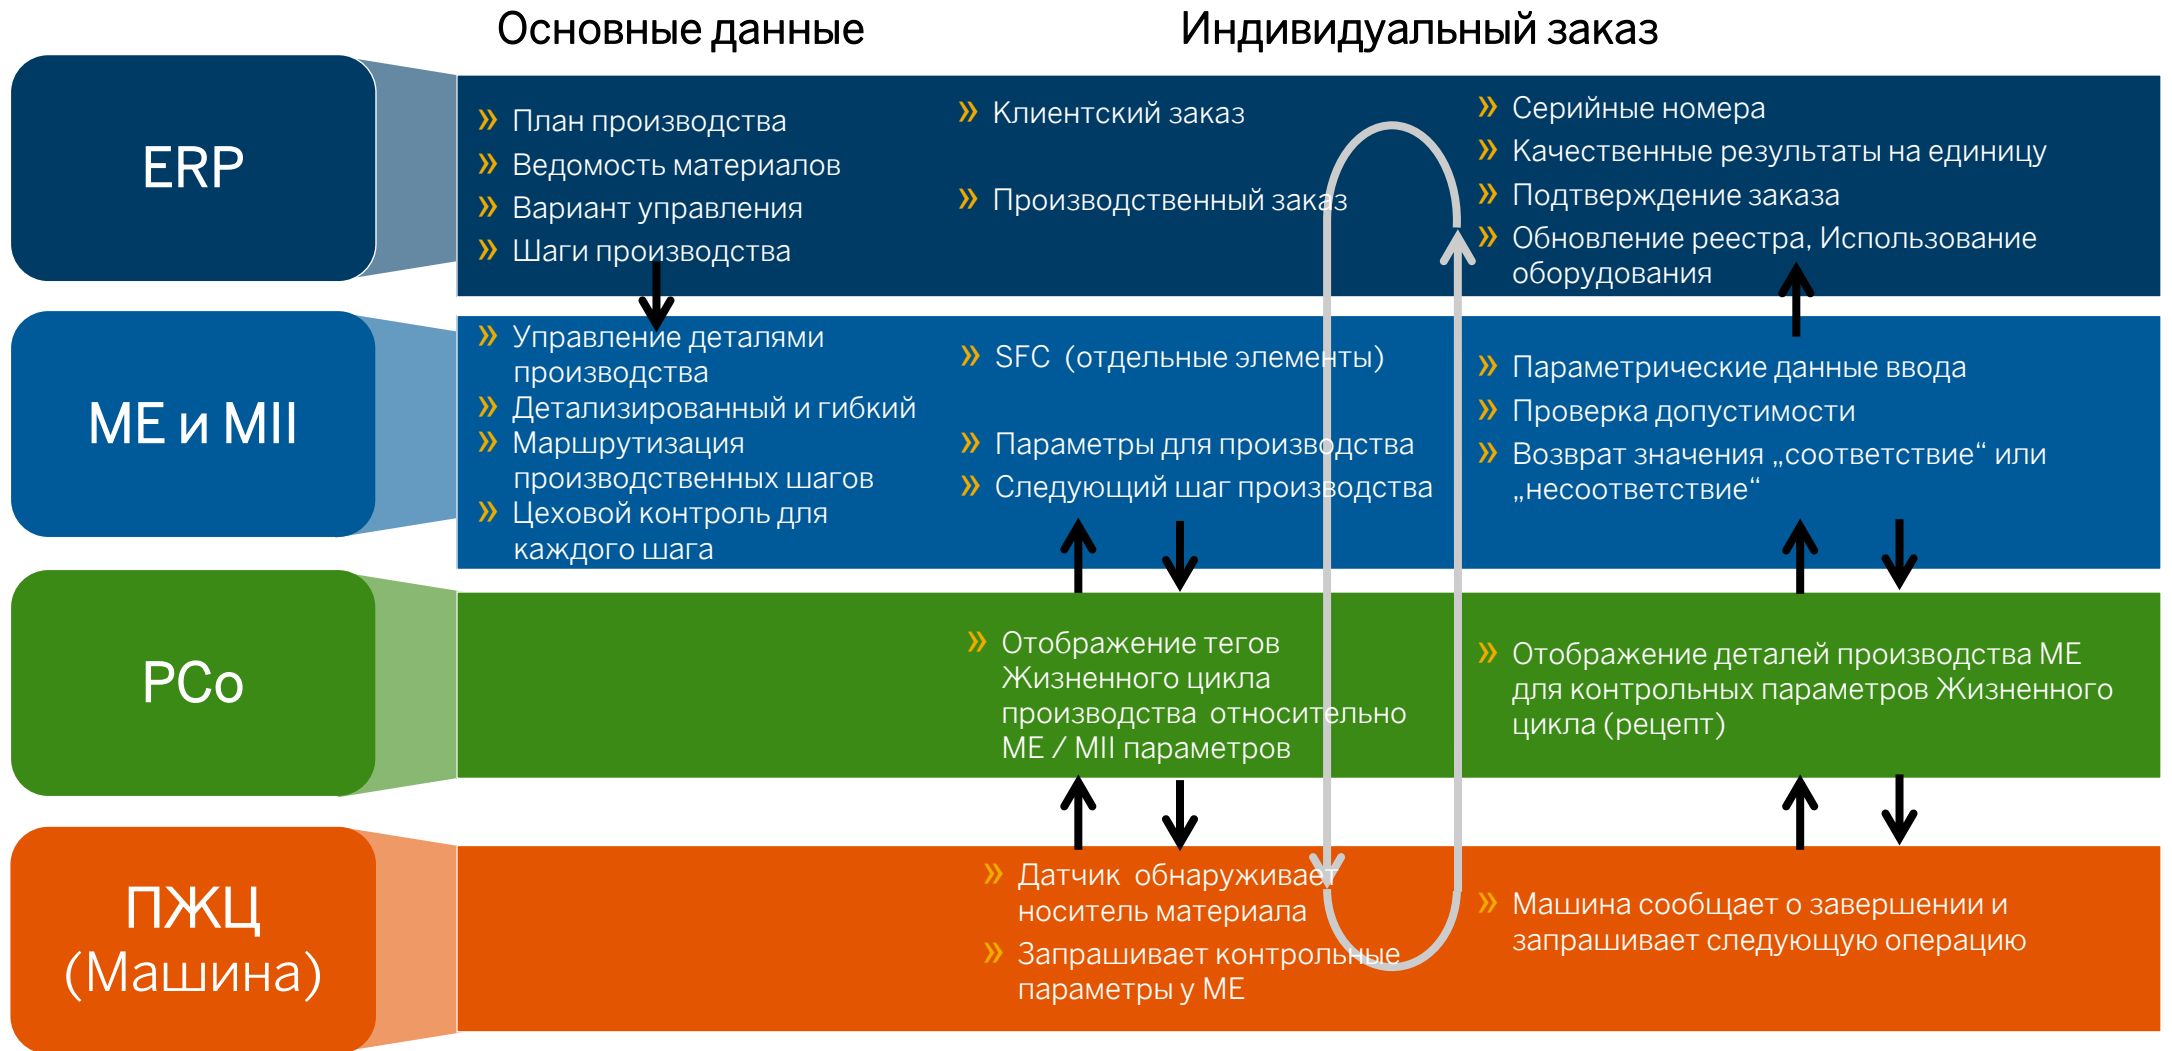 Основные данные
Индивидуальный заказ
ERP
» План производства
» Ведомость материалов
» Вариант управления
» Шаги производства
» Клиентский заказ
» Производственный заказ
» Серийные номера
» Качественные результаты на единицу
» Подтверждение заказа
» Обновление реестра, Использование
оборудования
ME и MII
» Управление деталями
производства
» Детализированный и гибкий
» Маршрутизация
производственных шагов
» Цеховой контроль для
каждого шага
» SFC (отдельные элементы)
» Параметры для производства
» Следующий шаг производства
» Параметрические данные ввода
» Проверка допустимости
» Возврат значения „соответствие“ или
„несоответствие“
PCo
» Отображение тегов
Жизненного цикла
производства относительно
ME / MII параметров
» Отображение деталей производства ME
для контрольных параметров Жизненного
цикла (рецепт)
ПЖЦ
(Машина)
» Датчик обнаруживает
носитель материала
» Запрашивает контрольные
параметры у ME
» Машина сообщает о завершении и
запрашивает следующую операцию